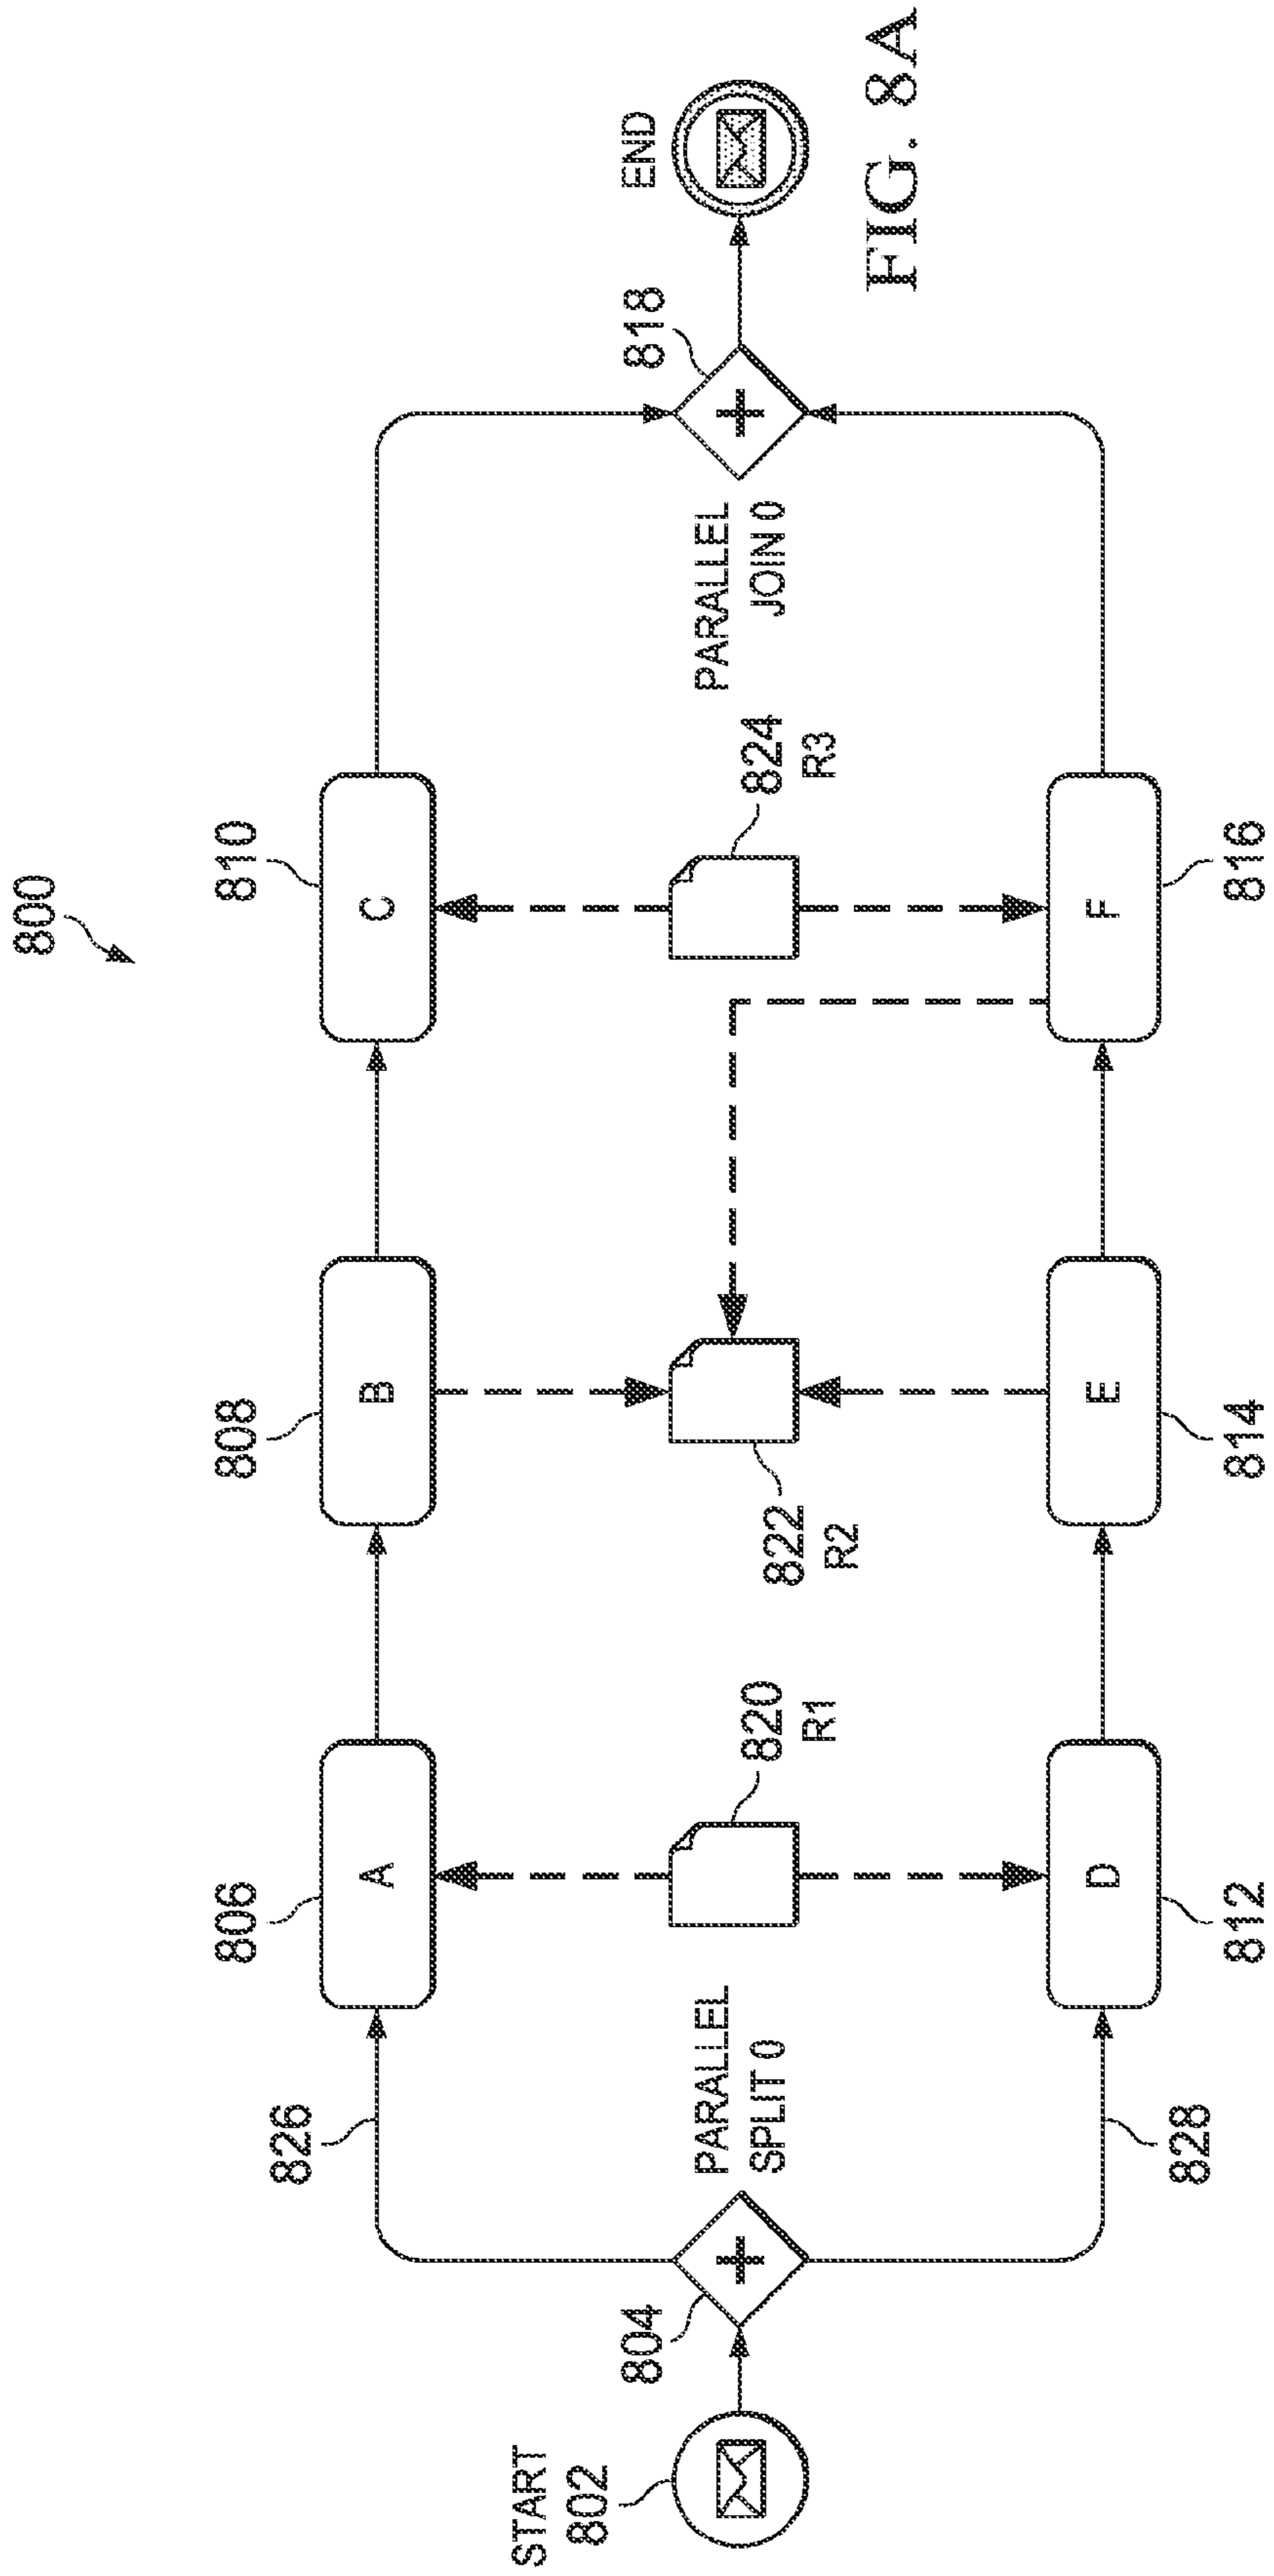 800
810
808
806
826
C
B
A
END
818
804
START
802
PARALLEL
JOIN 0
824
R3
822
R2
820
R1
PARALLEL
SPLIT 0
F
E
D
816
814
812
828
FIG. 8A